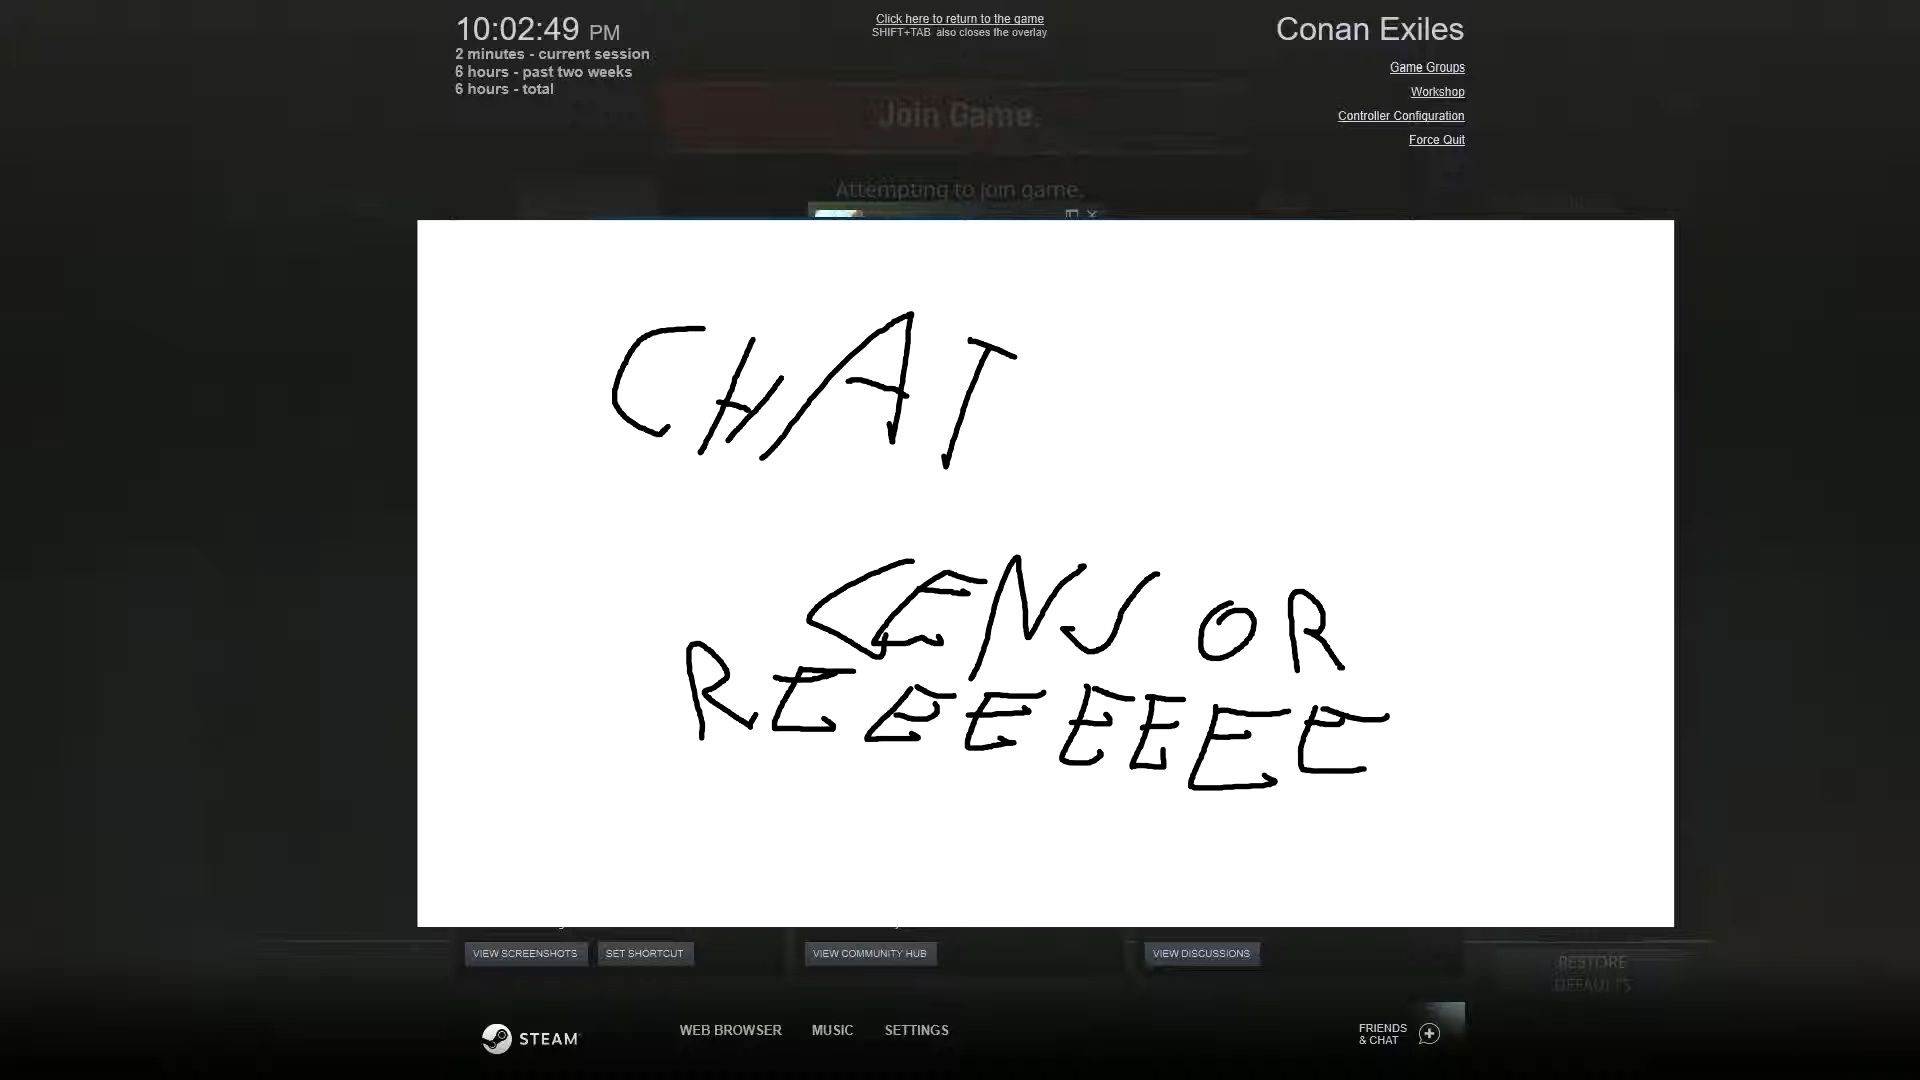 10:02:49 PM
2 minutes - current session
6 hours - past two weeks
6 hours - total
Click here to return to the game
SHIFT+TAB also closes the overlay
Conan Exiles
Game Groups
Workshop
Controller Configuration
Force Quit
Join Game.
Attempting to join game.
CHAT
CENSOR
REEEEEEE
VIEW SCREENSHOTS
SET SHORTCUT
VIEW COMMUNITY HUB
VIEW DISCUSSIONS
RESTORE
DEFAULTS
STEAM
WEB BROWSER
MUSIC
SETTINGS
FRIENDS
& CHAT